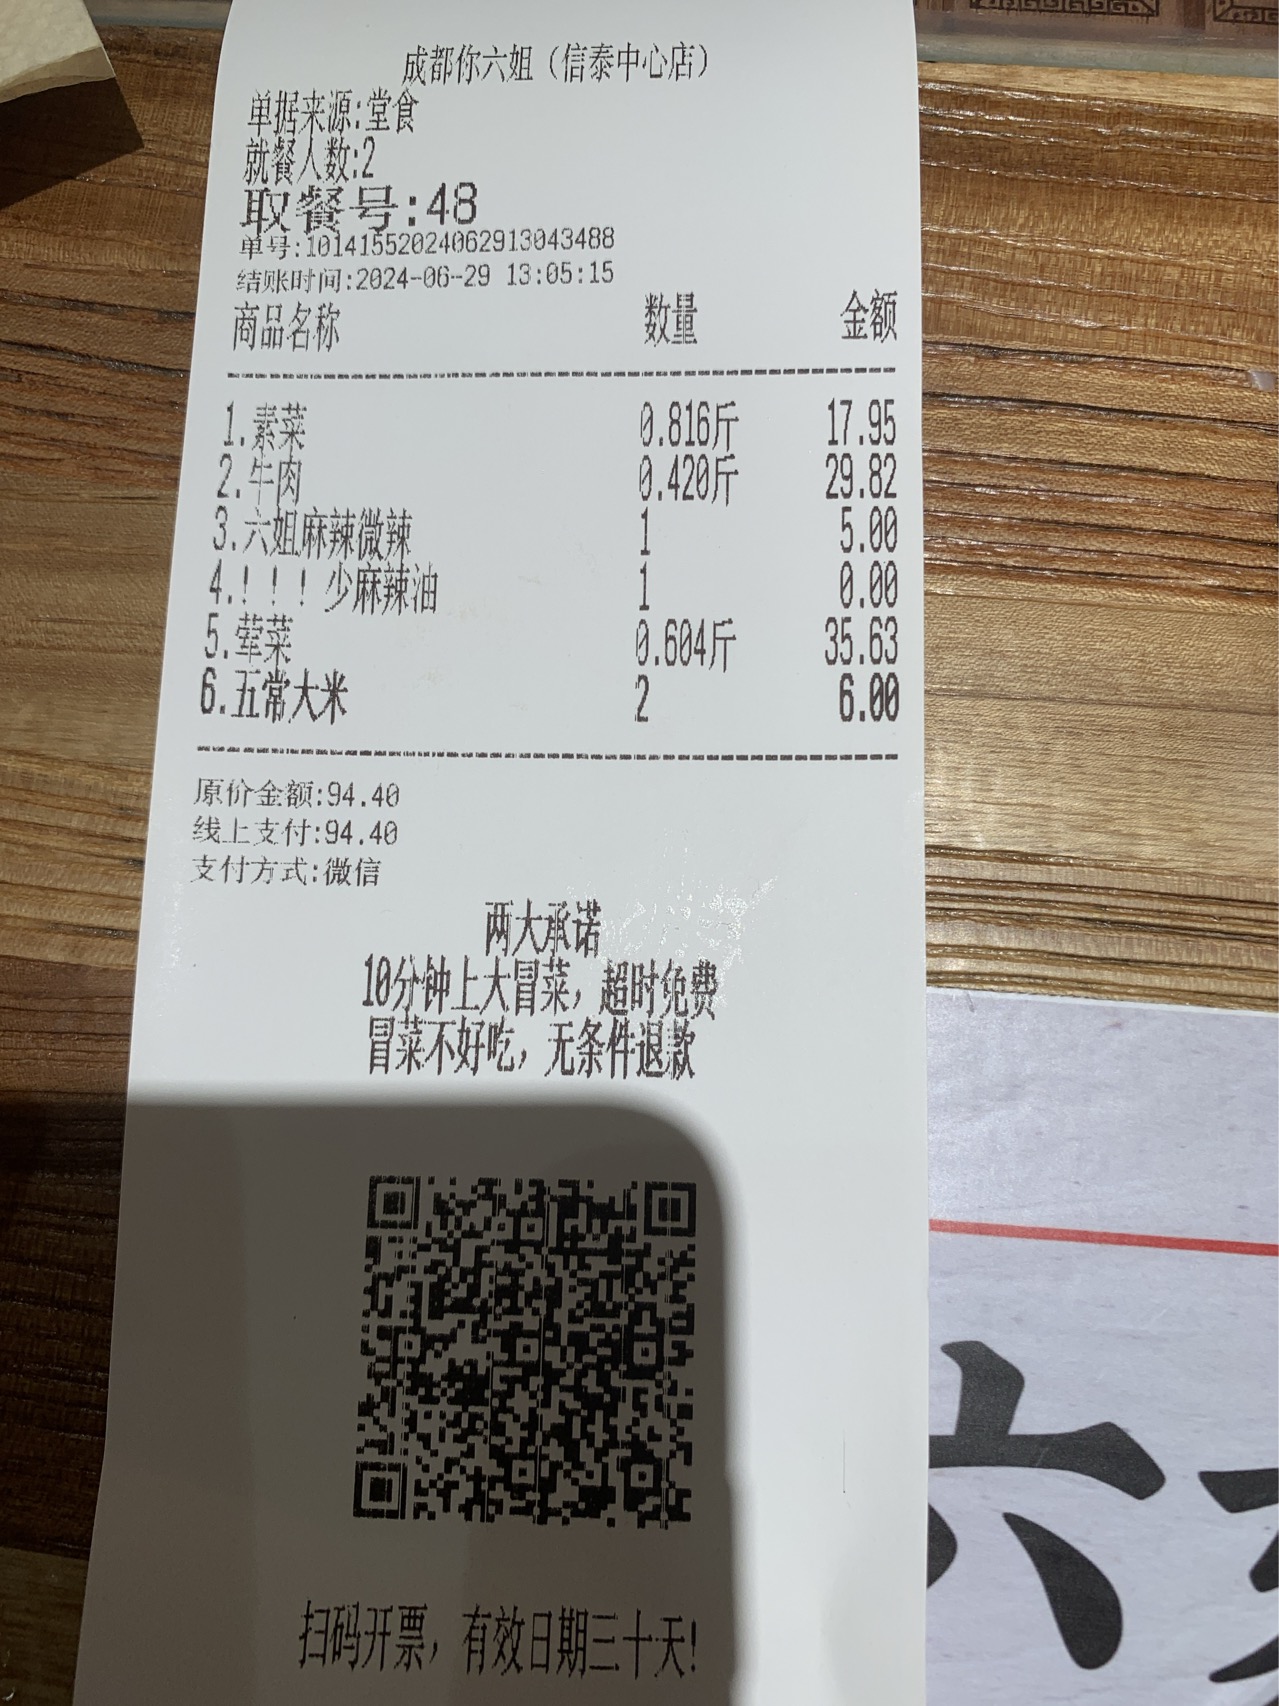 成都你六姐（信泰中心店）
单据来源:堂食
就餐人数:2
取餐号:48
单号:10141552024062913043488
结账时间:2024-06-29 13:05:15
商品名称 数量 金额
1.素菜 0.816斤 17.95
2.牛肉 0.420斤 29.82
3.六姐麻辣微辣 1 5.00
4.！！！少麻辣油 1 0.00
5.荤菜 0.604斤 35.63
6.五常大米 2 6.00
原价金额:94.40
线上支付:94.40
支付方式:微信
两大承诺
10分钟上大冒菜，超时免费
冒菜不好吃，无条件退款
扫码开票，有效日期三十天!
六